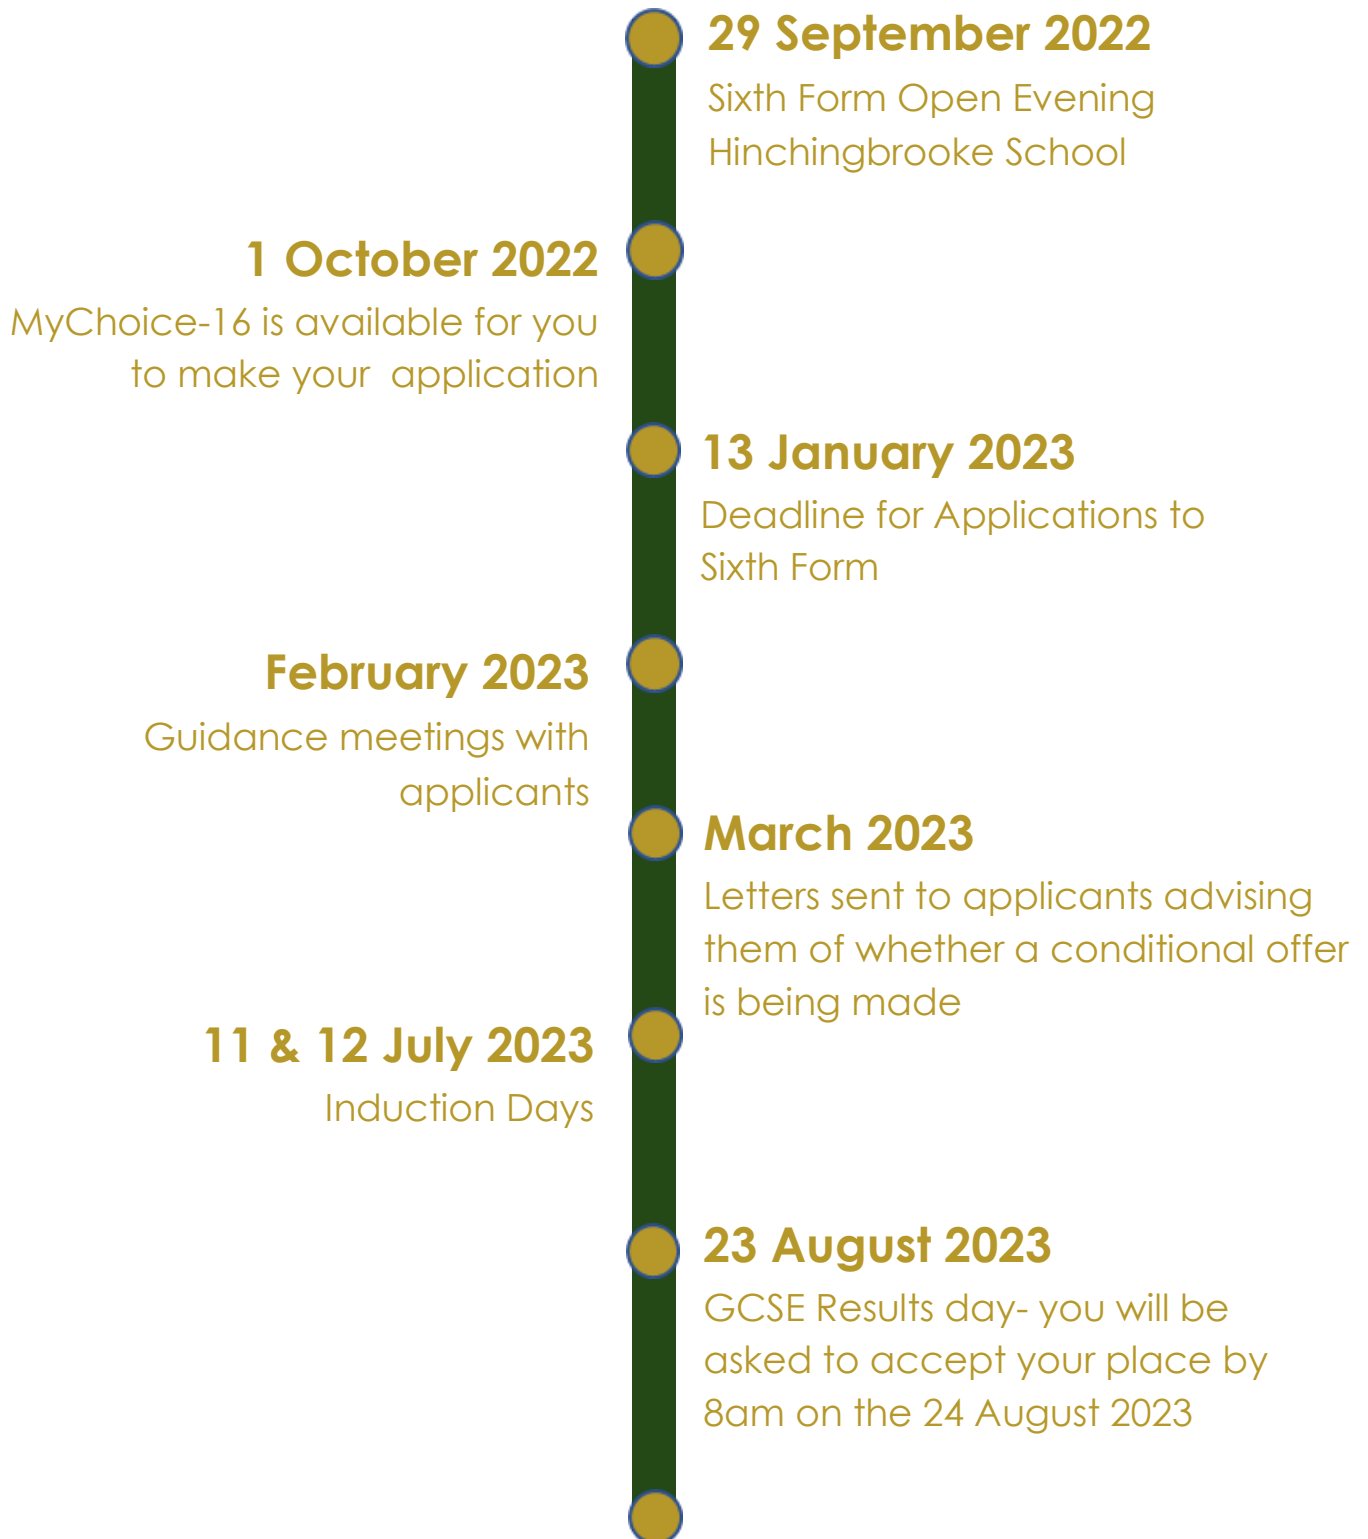 29 September 2022
Sixth Form Open Evening
Hinchingbrooke School
1 October 2022
MyChoice-16 is available for you
to make your  application
13 January 2023
Deadline for Applications to
Sixth Form
February 2023
Guidance meetings with
applicants
March 2023
Letters sent to applicants advising
them of whether a conditional offer
is being made
11 & 12 July 2023
Induction Days
23 August 2023
GCSE Results day- you will be
asked to accept your place by
8am on the 24 August 2023